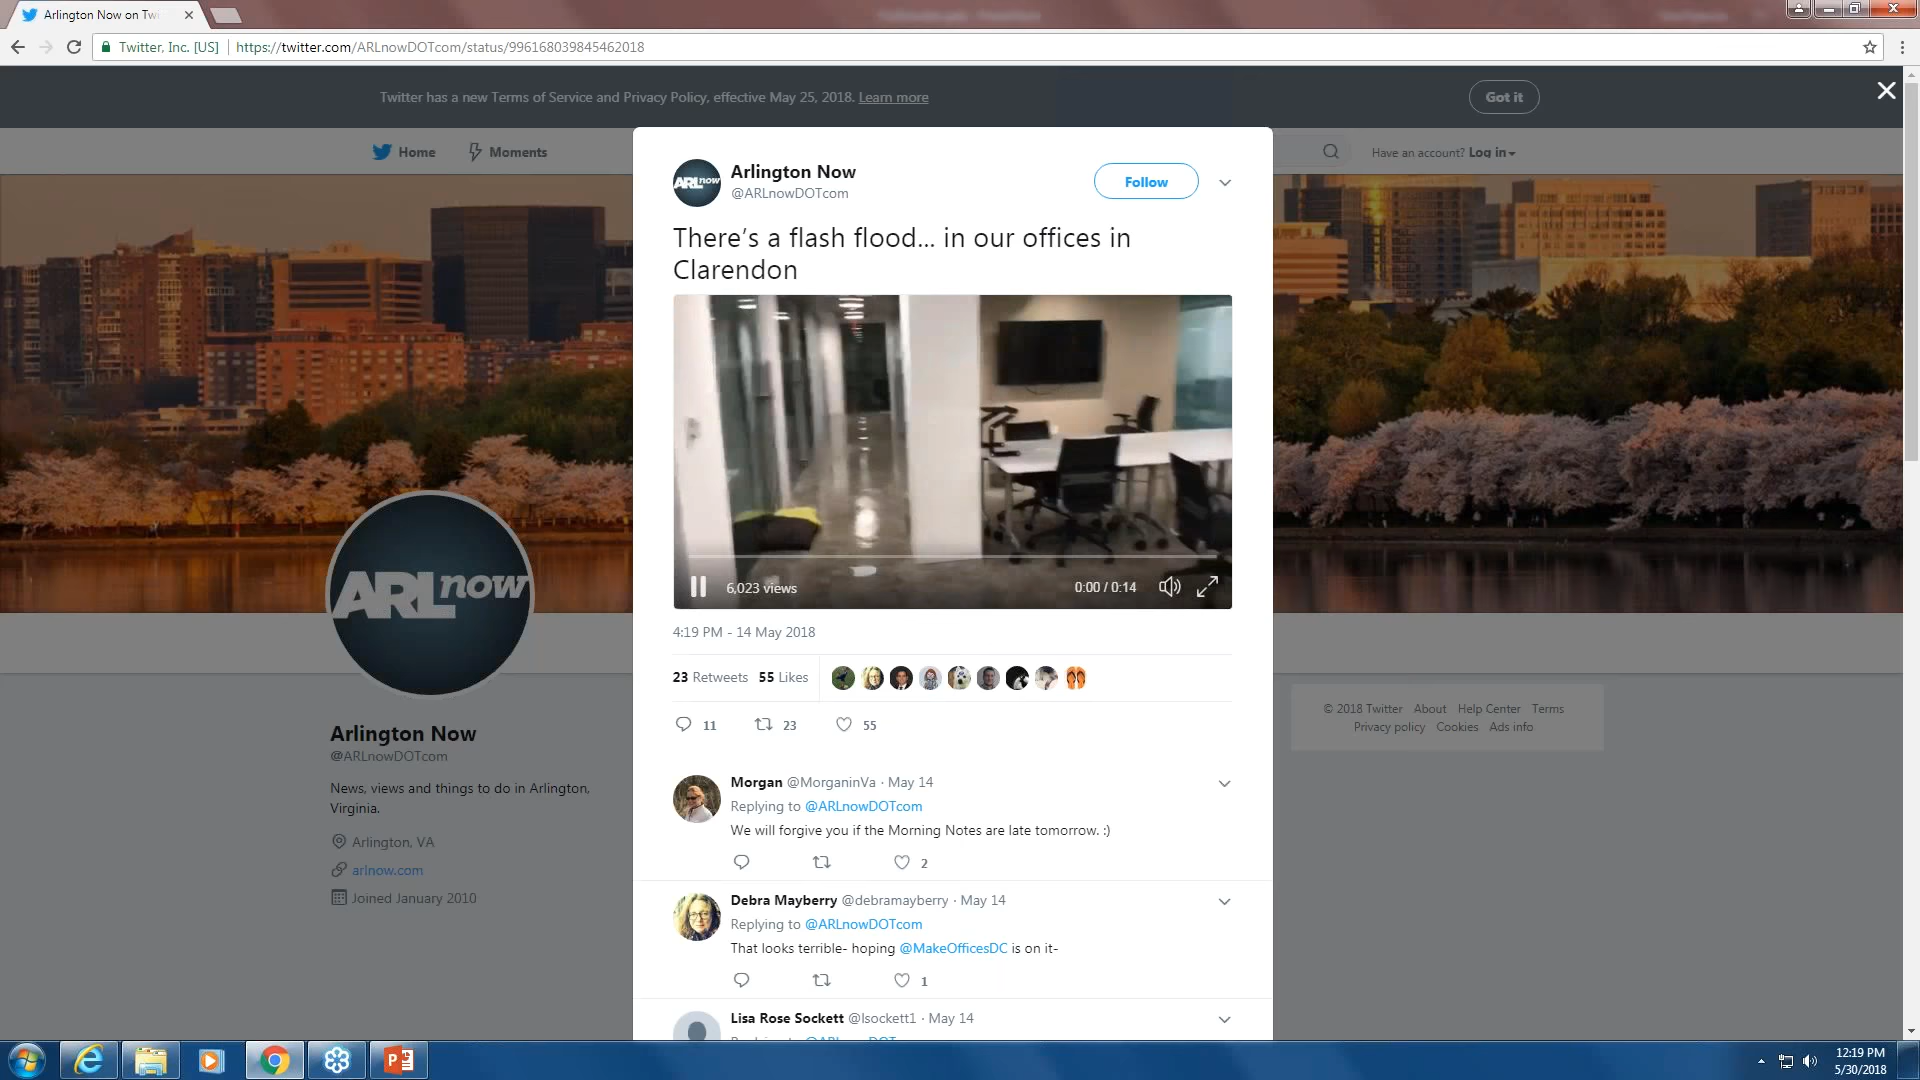 Arlington Now on Tw
Twitter, Inc. [US]
https://twitter.com/ARLnowDOTcom/status/996168039845462018
Twitter has a new Terms of Service and Privacy Policy, effective May 25, 2018. Learn more
Got it
Home
Moments
Have an account? Log in
ARLnow
Arlington Now
@ARLnowDOTcom
Follow
There’s a flash flood... in our offices in
Clarendon
6,023 views
0:00 / 0:14
4:19 PM - 14 May 2018
23 Retweets 55 Likes
11
23
55
Morgan @MorganinVa · May 14
Replying to @ARLnowDOTcom
We will forgive you if the Morning Notes are late tomorrow. :)
2
Debra Mayberry @debramayberry · May 14
Replying to @ARLnowDOTcom
That looks terrible- hoping @MakeOfficesDC is on it-
1
Lisa Rose Sockett @lsockett1 · May 14
ARLnow
Arlington Now
@ARLnowDOTcom
News, views and things to do in Arlington,
Virginia.
Arlington, VA
arlnow.com
Joined January 2010
© 2018 Twitter About Help Center Terms
Privacy policy Cookies Ads info
12:19 PM
5/30/2018